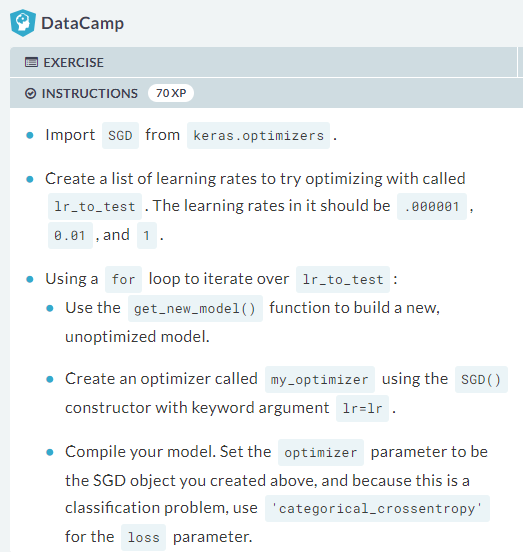 DataCamp
EXERCISE
INSTRUCTIONS 70 XP
Import SGD from keras.optimizers .
Create a list of learning rates to try optimizing with called
lr_to_test . The learning rates in it should be .000001 ,
0.01 , and 1 .
Using a for loop to iterate over lr_to_test :
Use the get_new_model() function to build a new,
unoptimized model.
Create an optimizer called my_optimizer using the SGD()
constructor with keyword argument lr=lr .
Compile your model. Set the optimizer parameter to be
the SGD object you created above, and because this is a
classification problem, use 'categorical_crossentropy'
for the loss parameter.